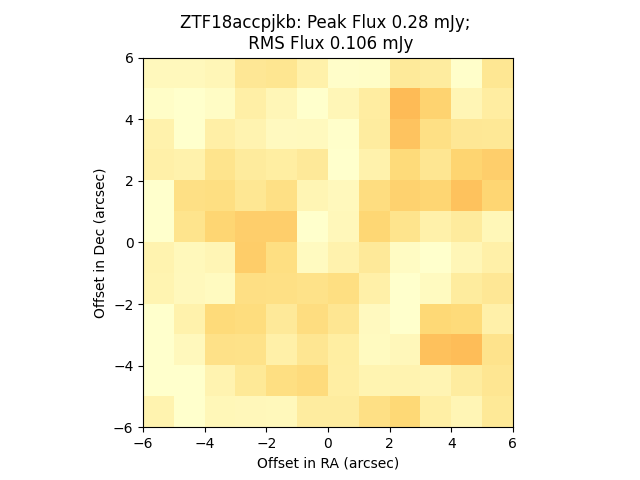 ZTF18accpjkb: Peak Flux 0.28 mJy;
RMS Flux 0.106 mJy
6
4
2
0
−2
−4
−6
Offset in Dec (arcsec)
−6 −4 −2 0 2 4 6
Offset in RA (arcsec)